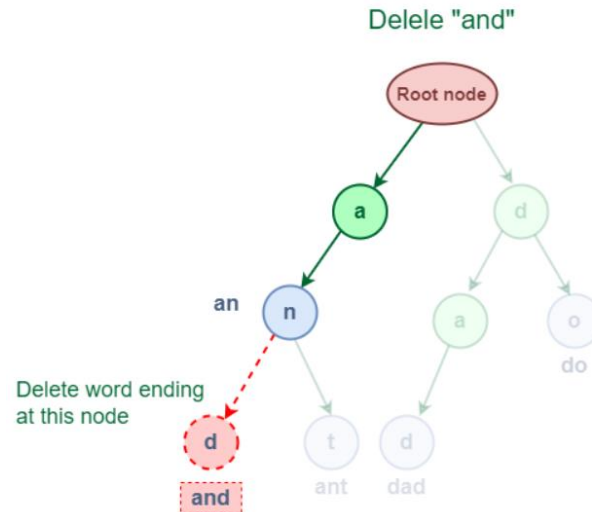 Delele "and"
Root node
a
d
an
n
a
o
do
Delete word ending
at this node
d
t
d
and
ant
dad